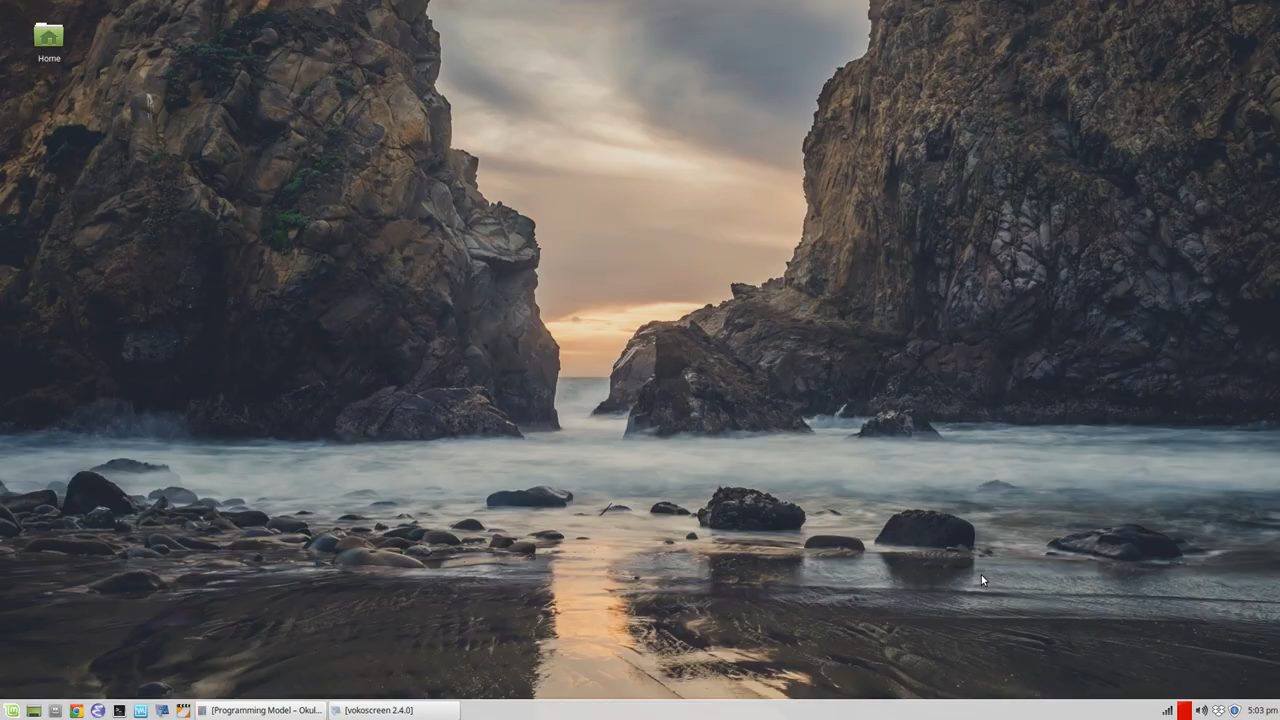 Home
[Programming Model – Okul...
[vokoscreen 2.4.0]
5:03 pm